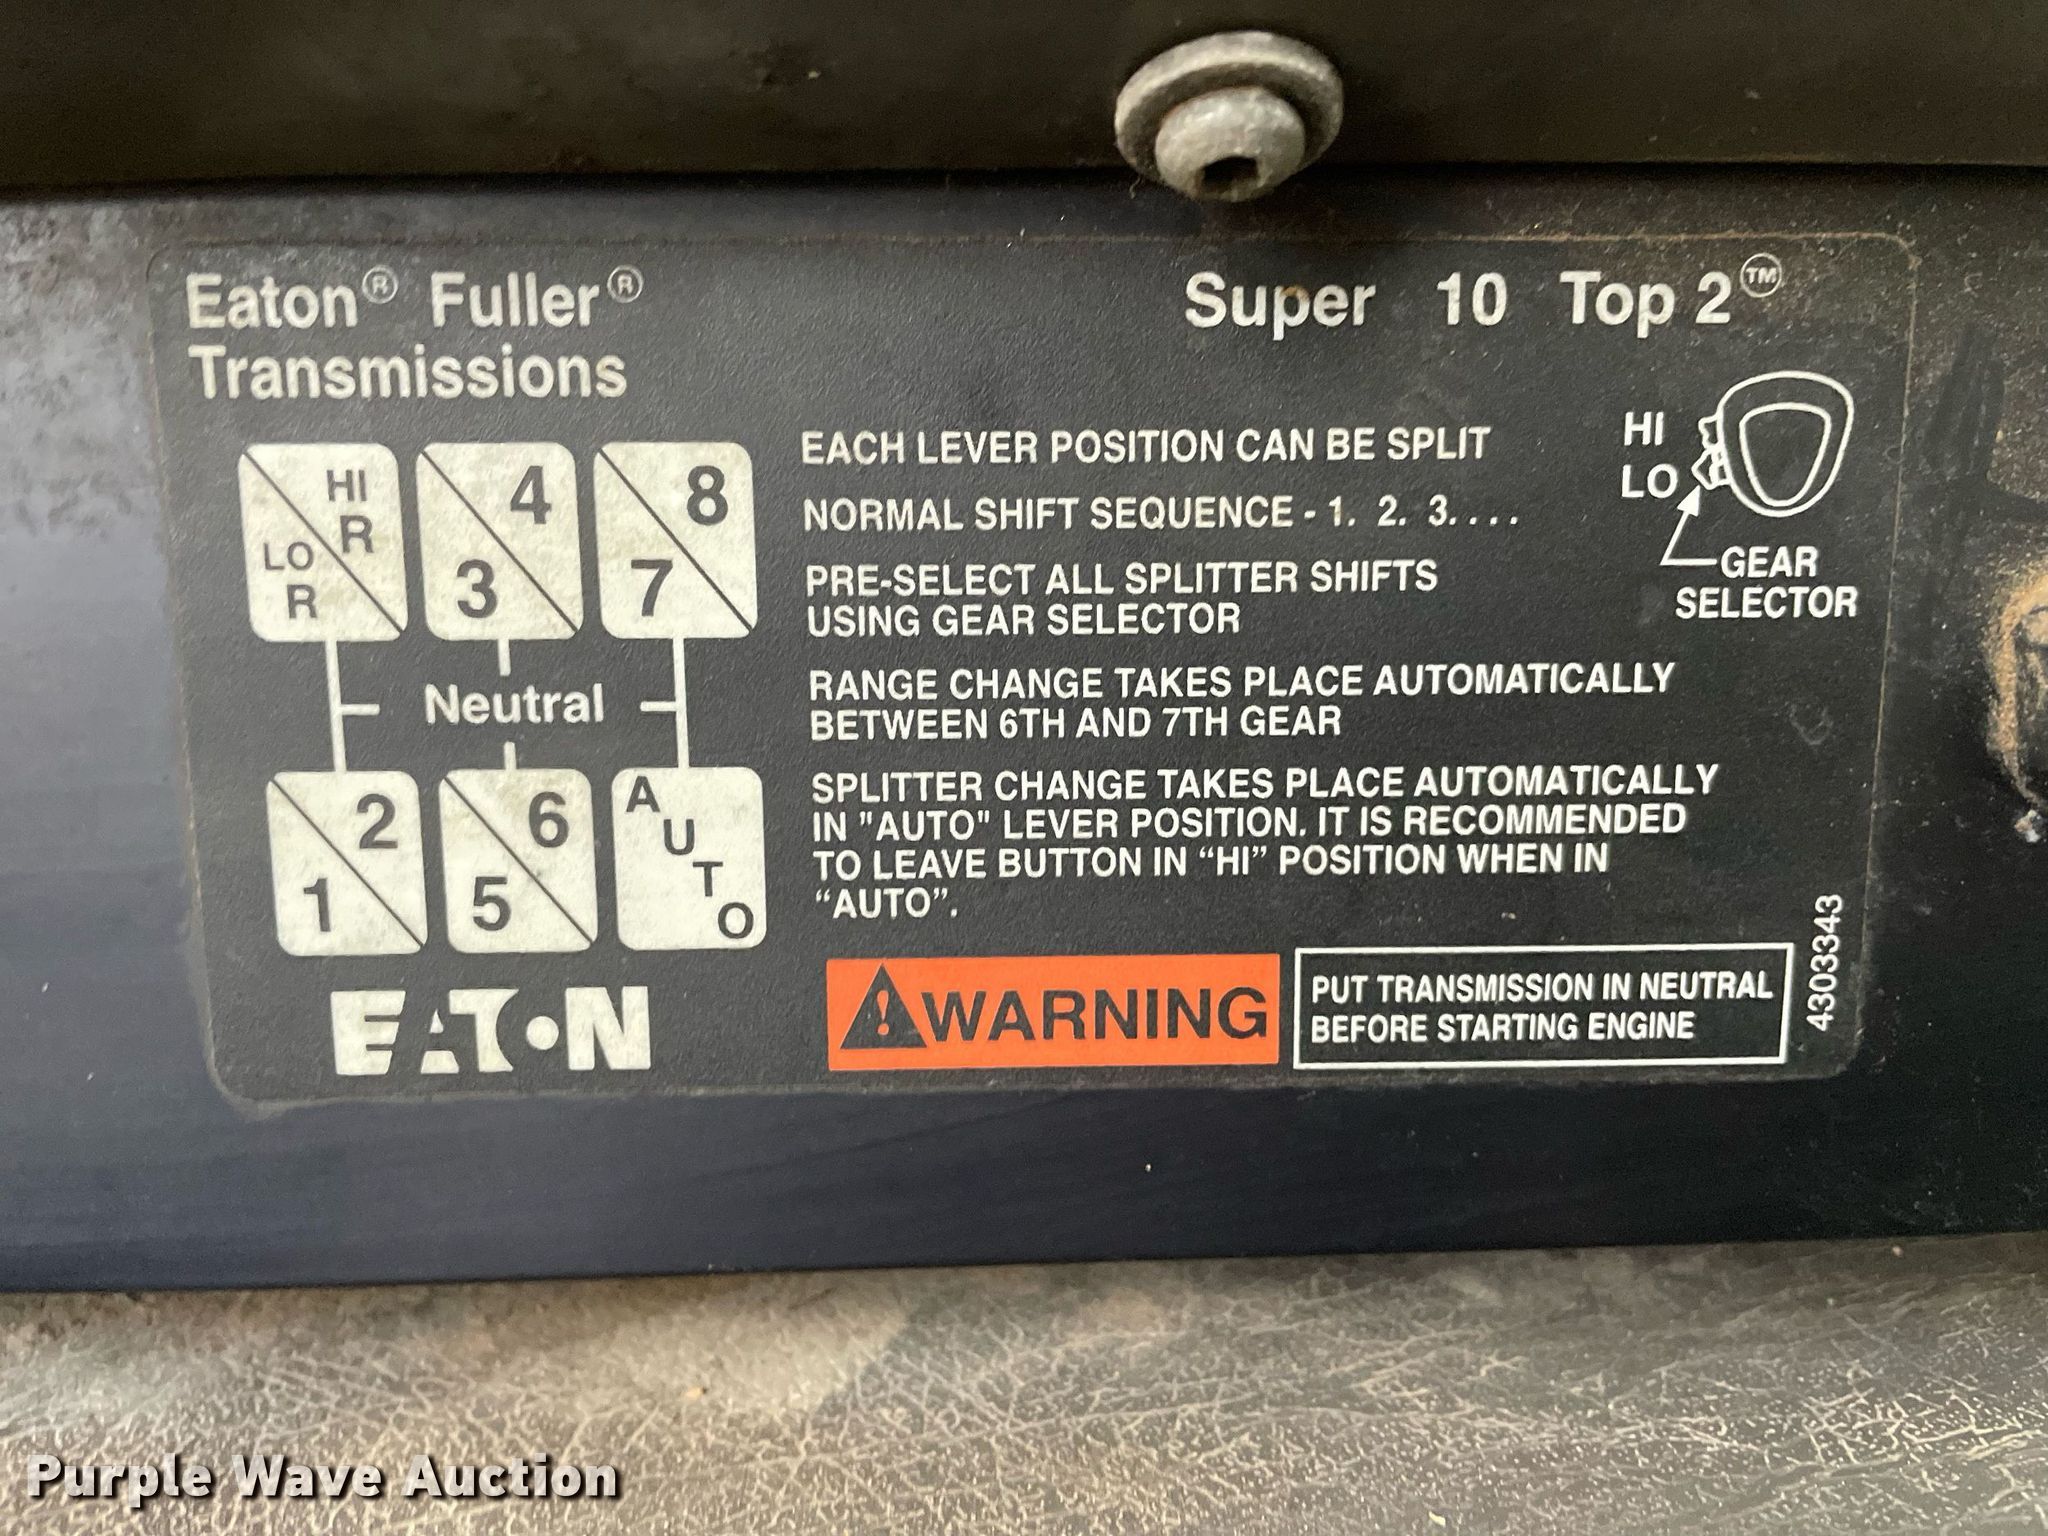 Eaton® Fuller®
Transmissions
Super 10 Top 2™
HI
R
LO
R
4
3
8
7
Neutral
2
1
6
5
AUTO
EATON
EACH LEVER POSITION CAN BE SPLIT
NORMAL SHIFT SEQUENCE - 1. 2. 3. . . .
PRE-SELECT ALL SPLITTER SHIFTS
USING GEAR SELECTOR
RANGE CHANGE TAKES PLACE AUTOMATICALLY
BETWEEN 6TH AND 7TH GEAR
SPLITTER CHANGE TAKES PLACE AUTOMATICALLY
IN "AUTO" LEVER POSITION. IT IS RECOMMENDED
TO LEAVE BUTTON IN “HI” POSITION WHEN IN
“AUTO”.
HI
LO
GEAR
SELECTOR
WARNING
PUT TRANSMISSION IN NEUTRAL
BEFORE STARTING ENGINE
4303343
Purple Wave Auction